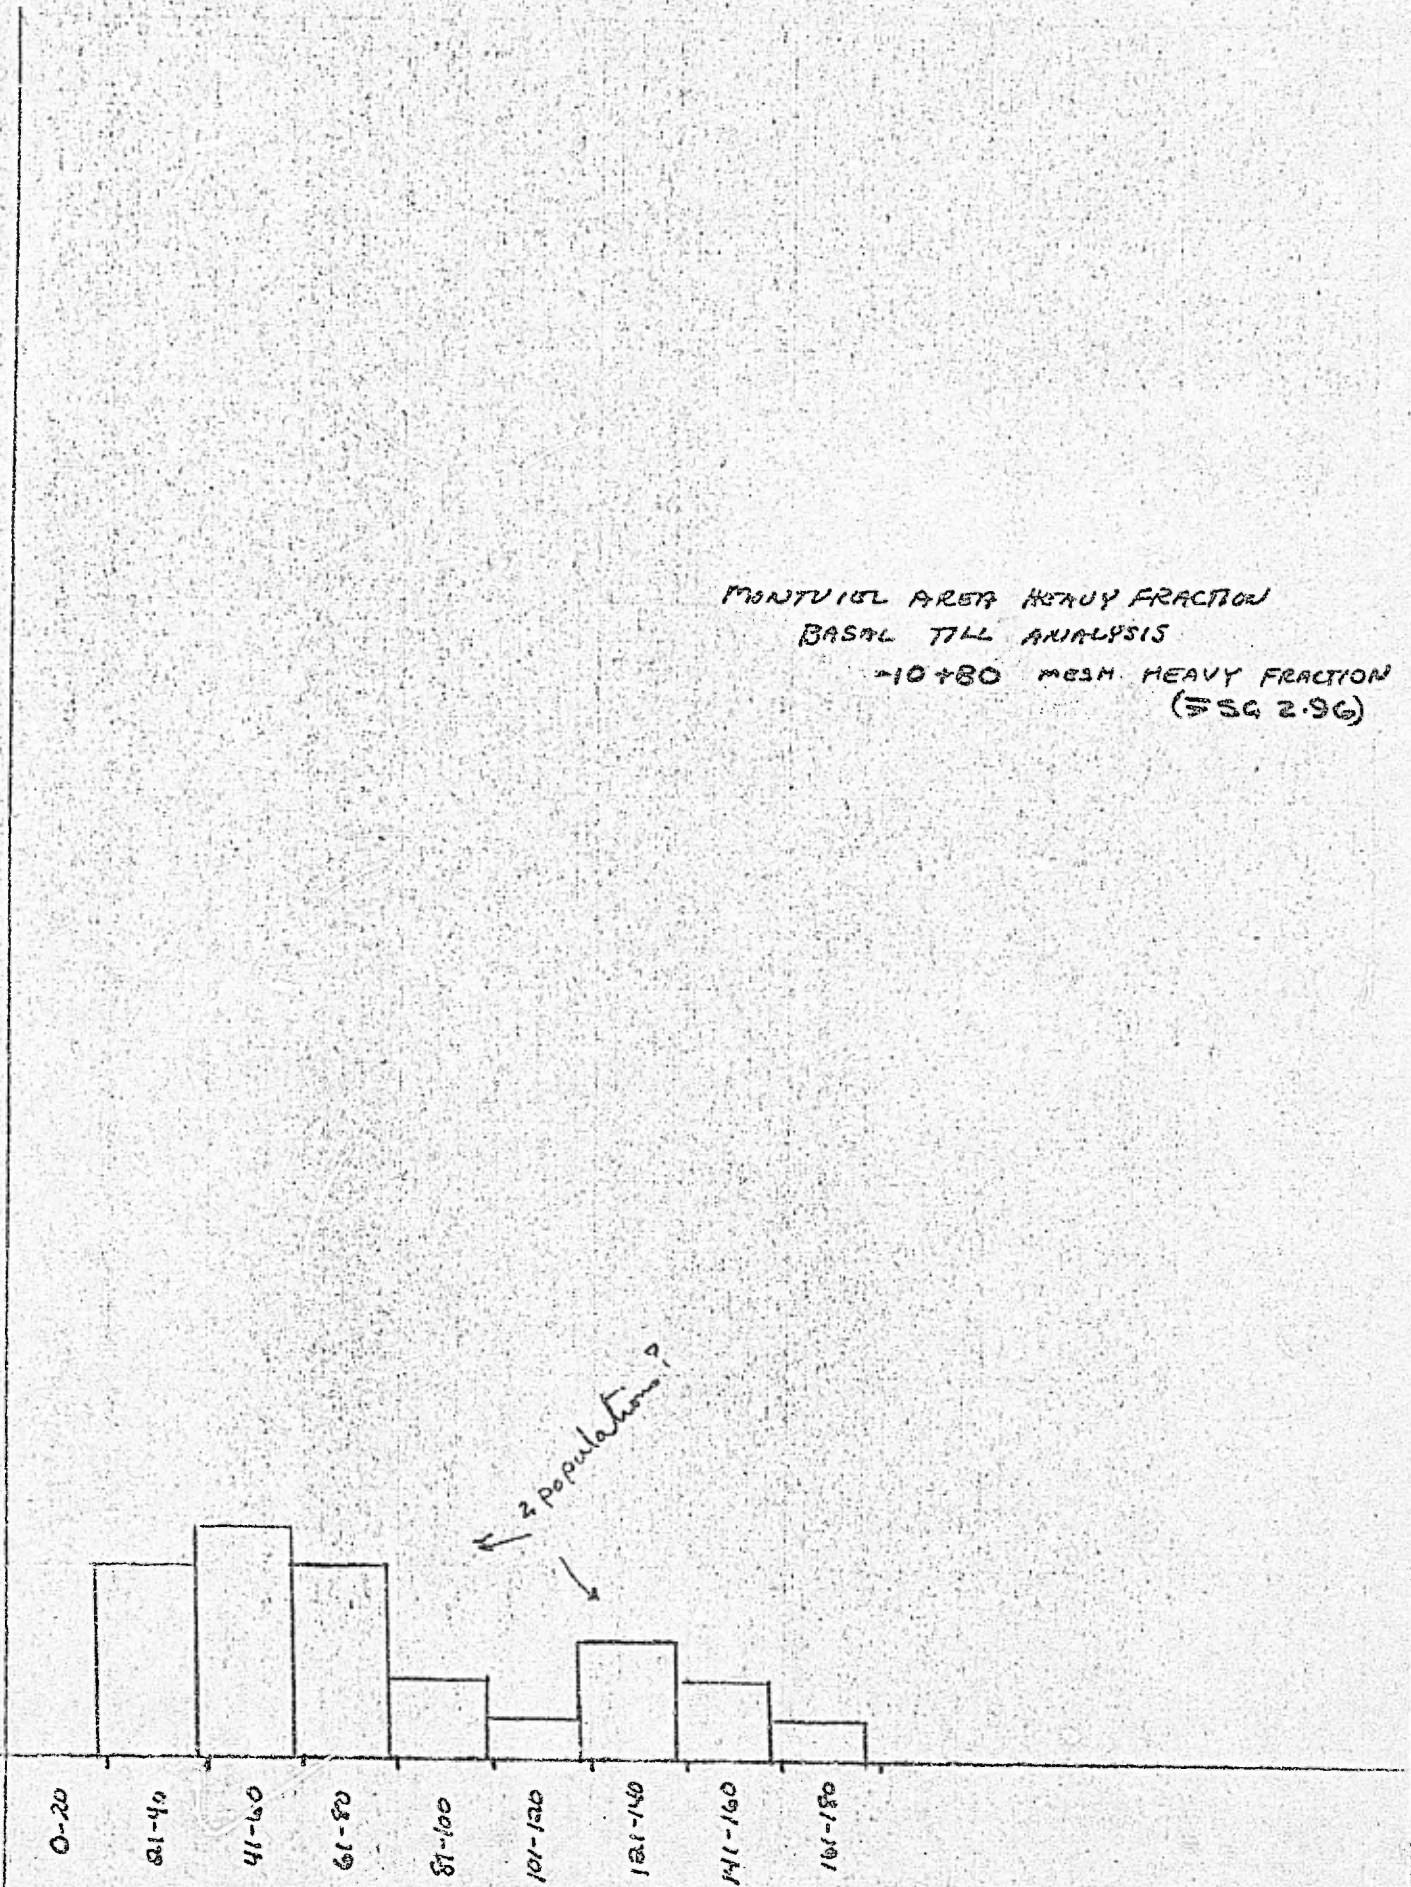 MONTVIEL AREA HEAVY FRACTION
BASAL TILL ANALYSIS
-10 +80 MESH HEAVY FRACTION
(≥ SG 2.96)
2 populations?
0-20
21-40
41-60
61-80
81-100
101-120
121-140
141-160
161-180